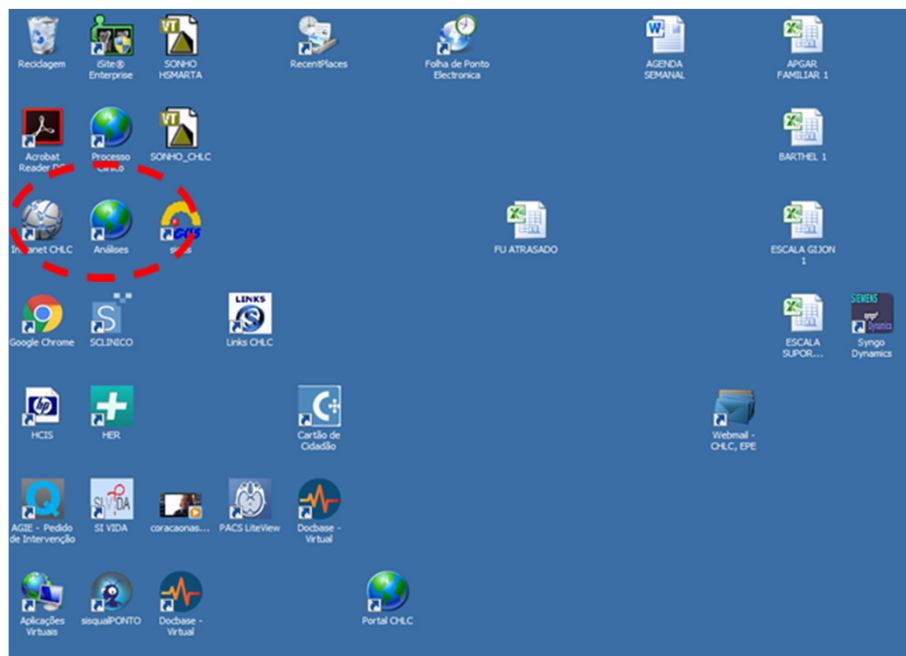 Reciclagem
iSite®
Enterprise
VT
SONHO
HSMARTA
RecentPlaces
Folha de Ponto
Electronica
AGENDA
SEMANAL
APGAR
FAMILIAR 1
Acrobat
Reader DC
Processo
Clínico
VT
SONHO_CHLC
BARTHEL 1
Intranet CHLC
Análises
FU ATRASADO
ESCALA GIJON
1
Google Chrome
SCLINICO
LINKS
Links CHLC
ESCALA
SUPOR...
SIEMENS
syngo
Dynamics
Syngo
Dynamics
HCIS
HER
Cartão de
Cidadão
Webmail -
CHLC, EPE
AGIE - Pedido
de Intervenção
SI VIDA
SI VIDA
coracaonas...
PACS LiteView
Docbase -
Virtual
Aplicações
Virtuais
sisqualPONTO
Docbase -
Virtual
Portal CHLC